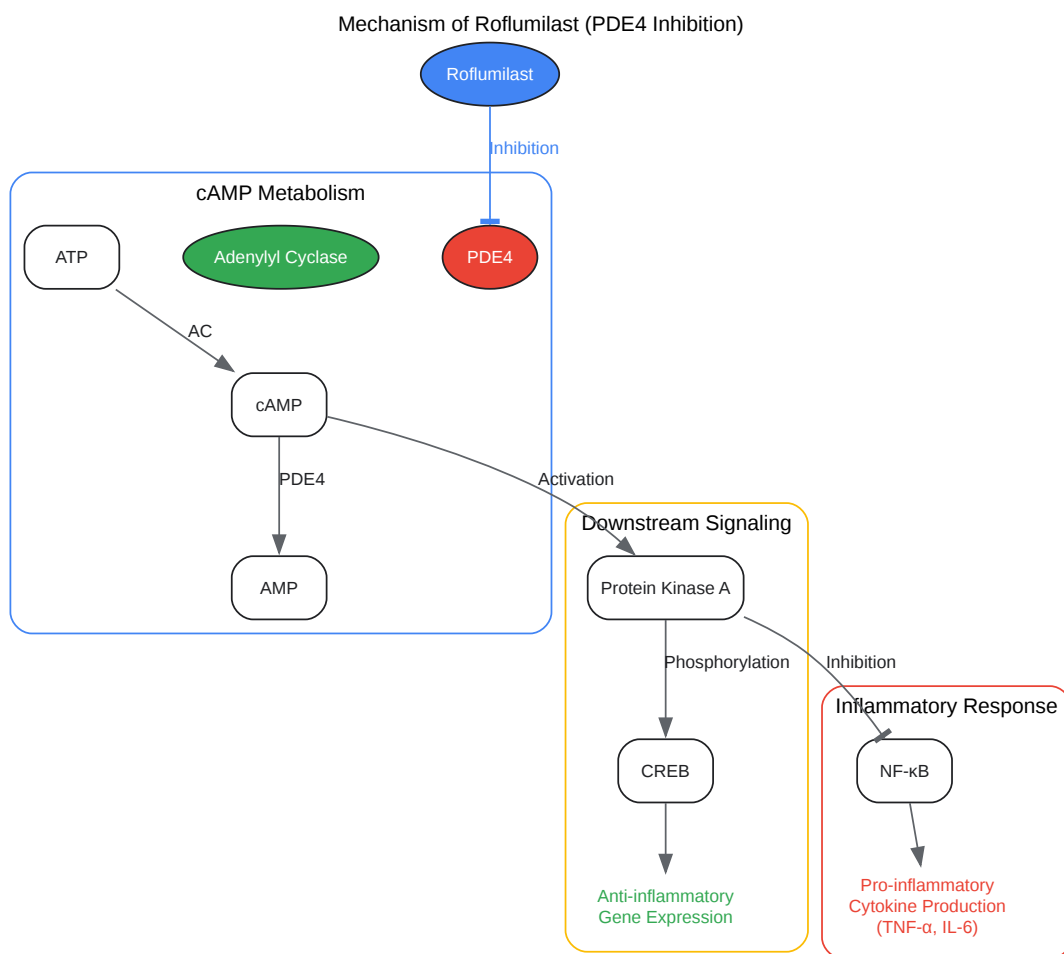 Mechanism of Roflumilast (PDE4 Inhibition)
Roflumilast
Inhibition
cAMP Metabolism
ATP
Adenylyl Cyclase
PDE4
AC
cAMP
PDE4
Activation
AMP
Downstream Signaling
Protein Kinase A
Phosphorylation
Inhibition
Inflammatory Response
CREB
NF-κB
Anti-inflammatory
Gene Expression
Pro-inflammatory
Cytokine Production
(TNF-α, IL-6)